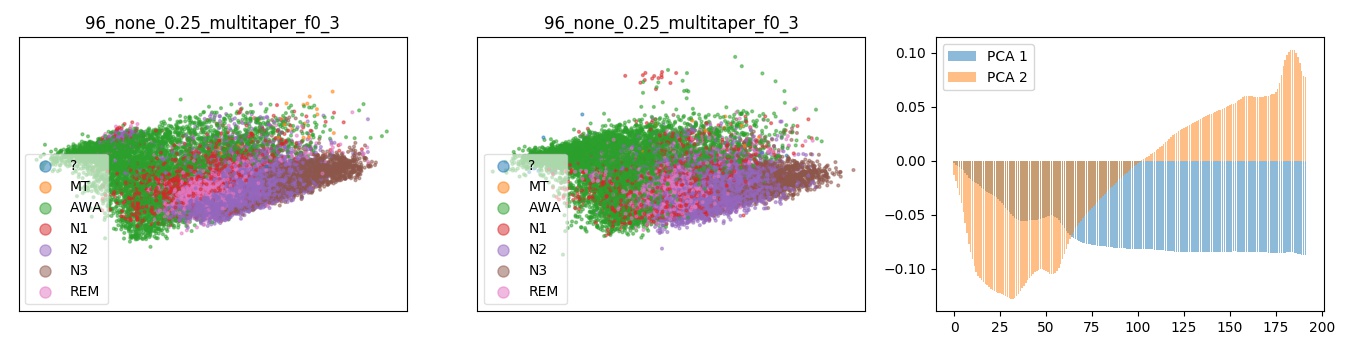 96_none_0.25_multitaper_f0_3
?
MT
AWA
N1
N2
N3
REM
96_none_0.25_multitaper_f0_3
?
MT
AWA
N1
N2
N3
REM
PCA 1
PCA 2
0.10
0.05
0.00
−0.05
−0.10
0 25 50 75 100 125 150 175 200